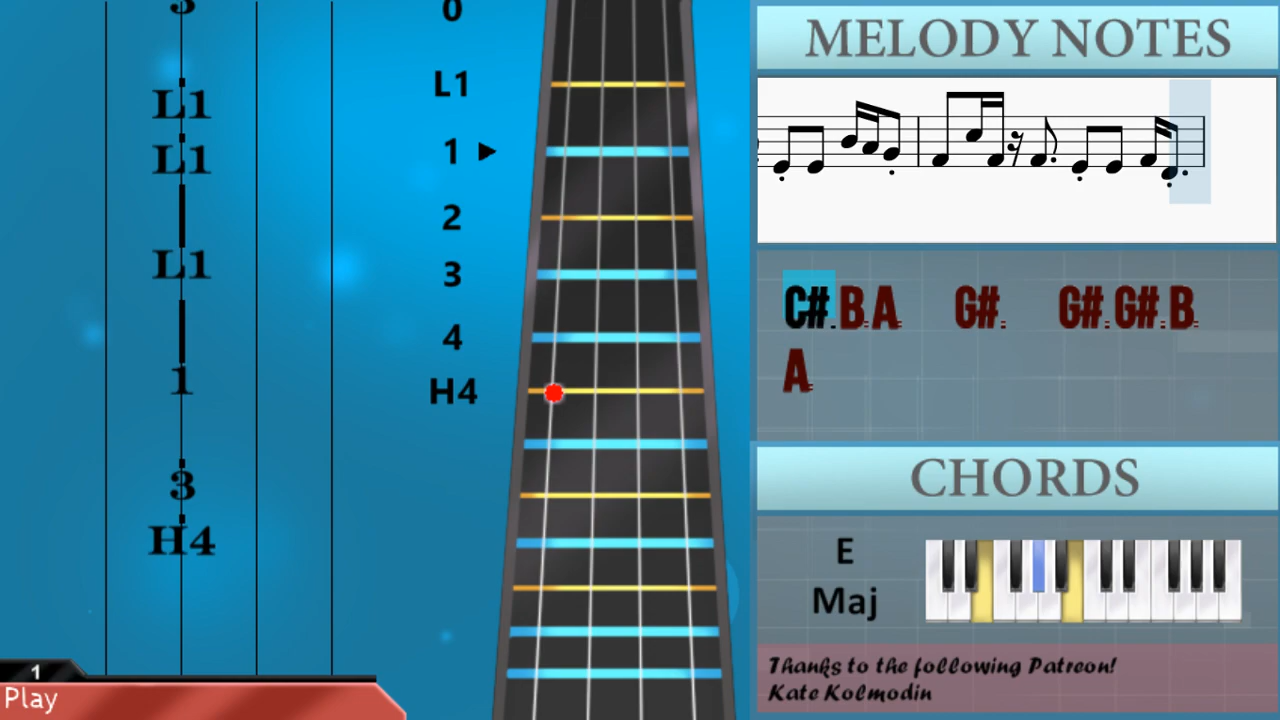 3
L1
L1
L1
1
3
H4
1
Play
0
L1
1
2
3
4
H4
MELODY NOTES
C#. B. A. G#. G#. G#. B.
A.
CHORDS
E
Maj
Thanks to the following Patreon!
Kate Kolmodin